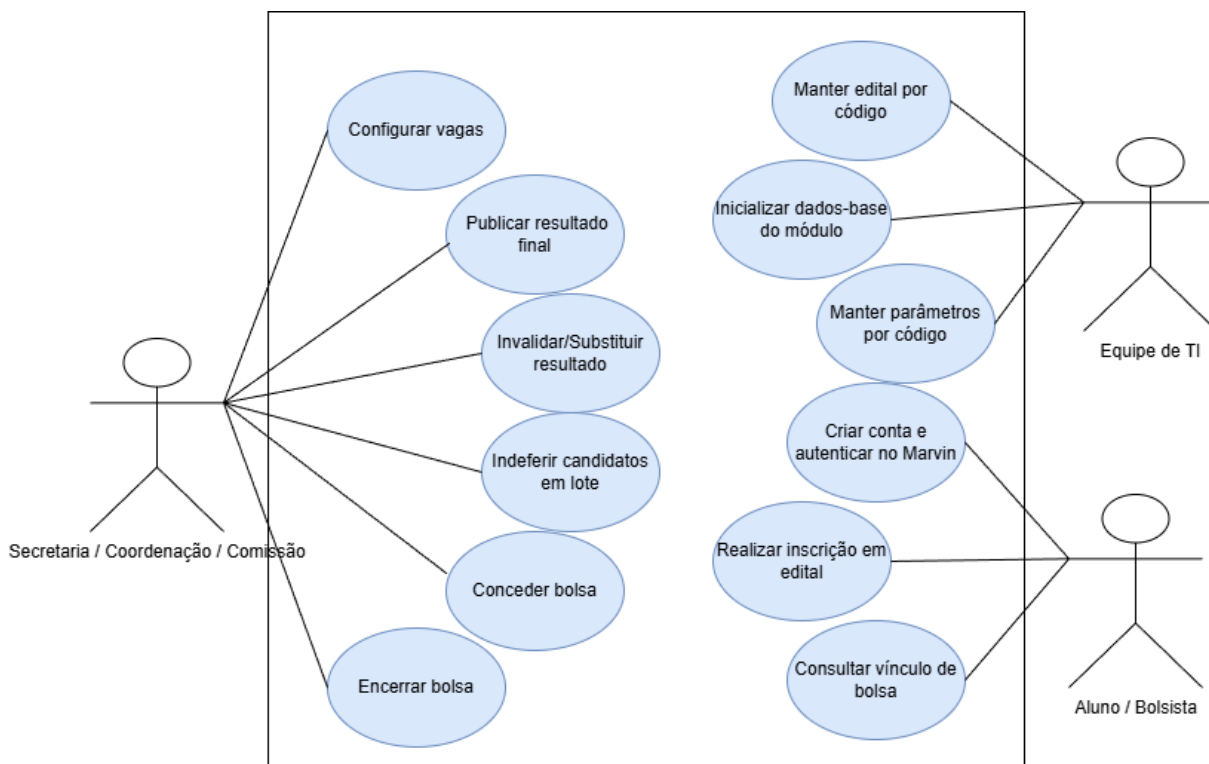 Configurar vagas
Publicar resultado
final
Invalidar/Substituir
resultado
Indeferir candidatos
em lote
Conceder bolsa
Encerrar bolsa
Secretaria / Coordenação / Comissão
Manter edital por
código
Inicializar dados-base
do módulo
Manter parâmetros
por código
Equipe de TI
Criar conta e
autenticar no Marvin
Realizar inscrição em
edital
Consultar vínculo de
bolsa
Aluno / Bolsista